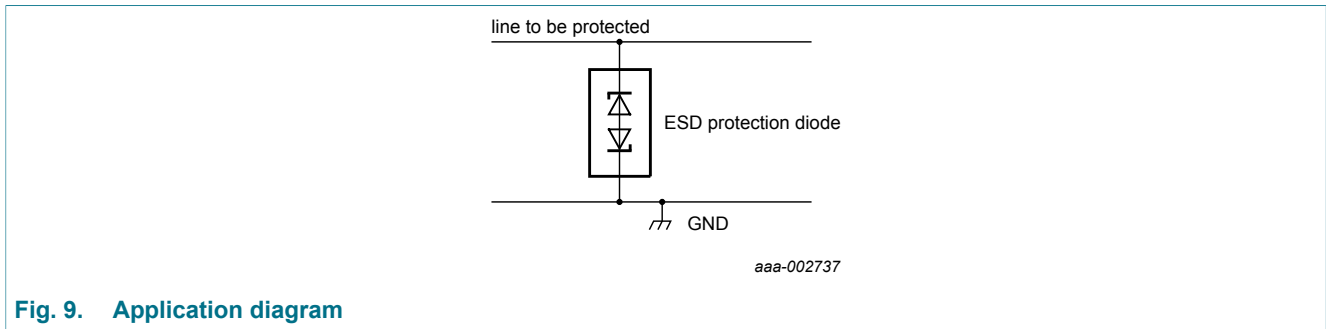 line to be protected
ESD protection diode
GND
aaa-002737
Fig. 9. Application diagram